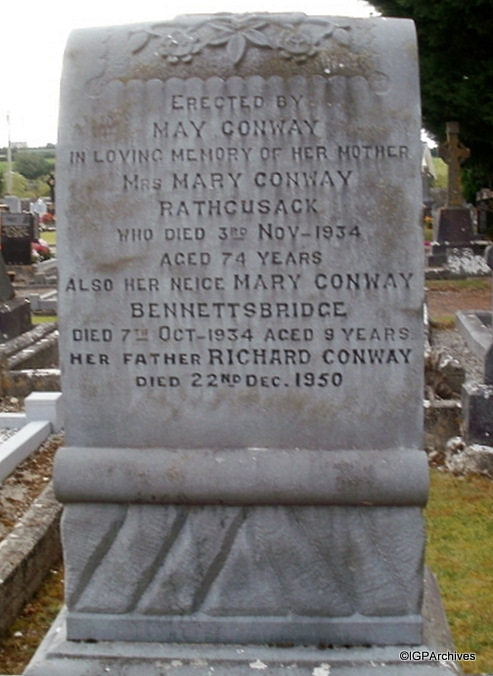 ERECTED BY
MAY CONWAY
IN LOVING MEMORY OF HER MOTHER
MRS MARY CONWAY
RATHCUSACK
WHO DIED 3RD NOV-1934
AGED 74 YEARS
ALSO HER NEICE MARY CONWAY
BENNETTSBRIDGE
DIED 7TH OCT-1934 AGED 9 YEARS
HER FATHER RICHARD CONWAY
DIED 22ND DEC. 1950
©IGPArchives